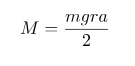 M = \frac{mgra}{2}